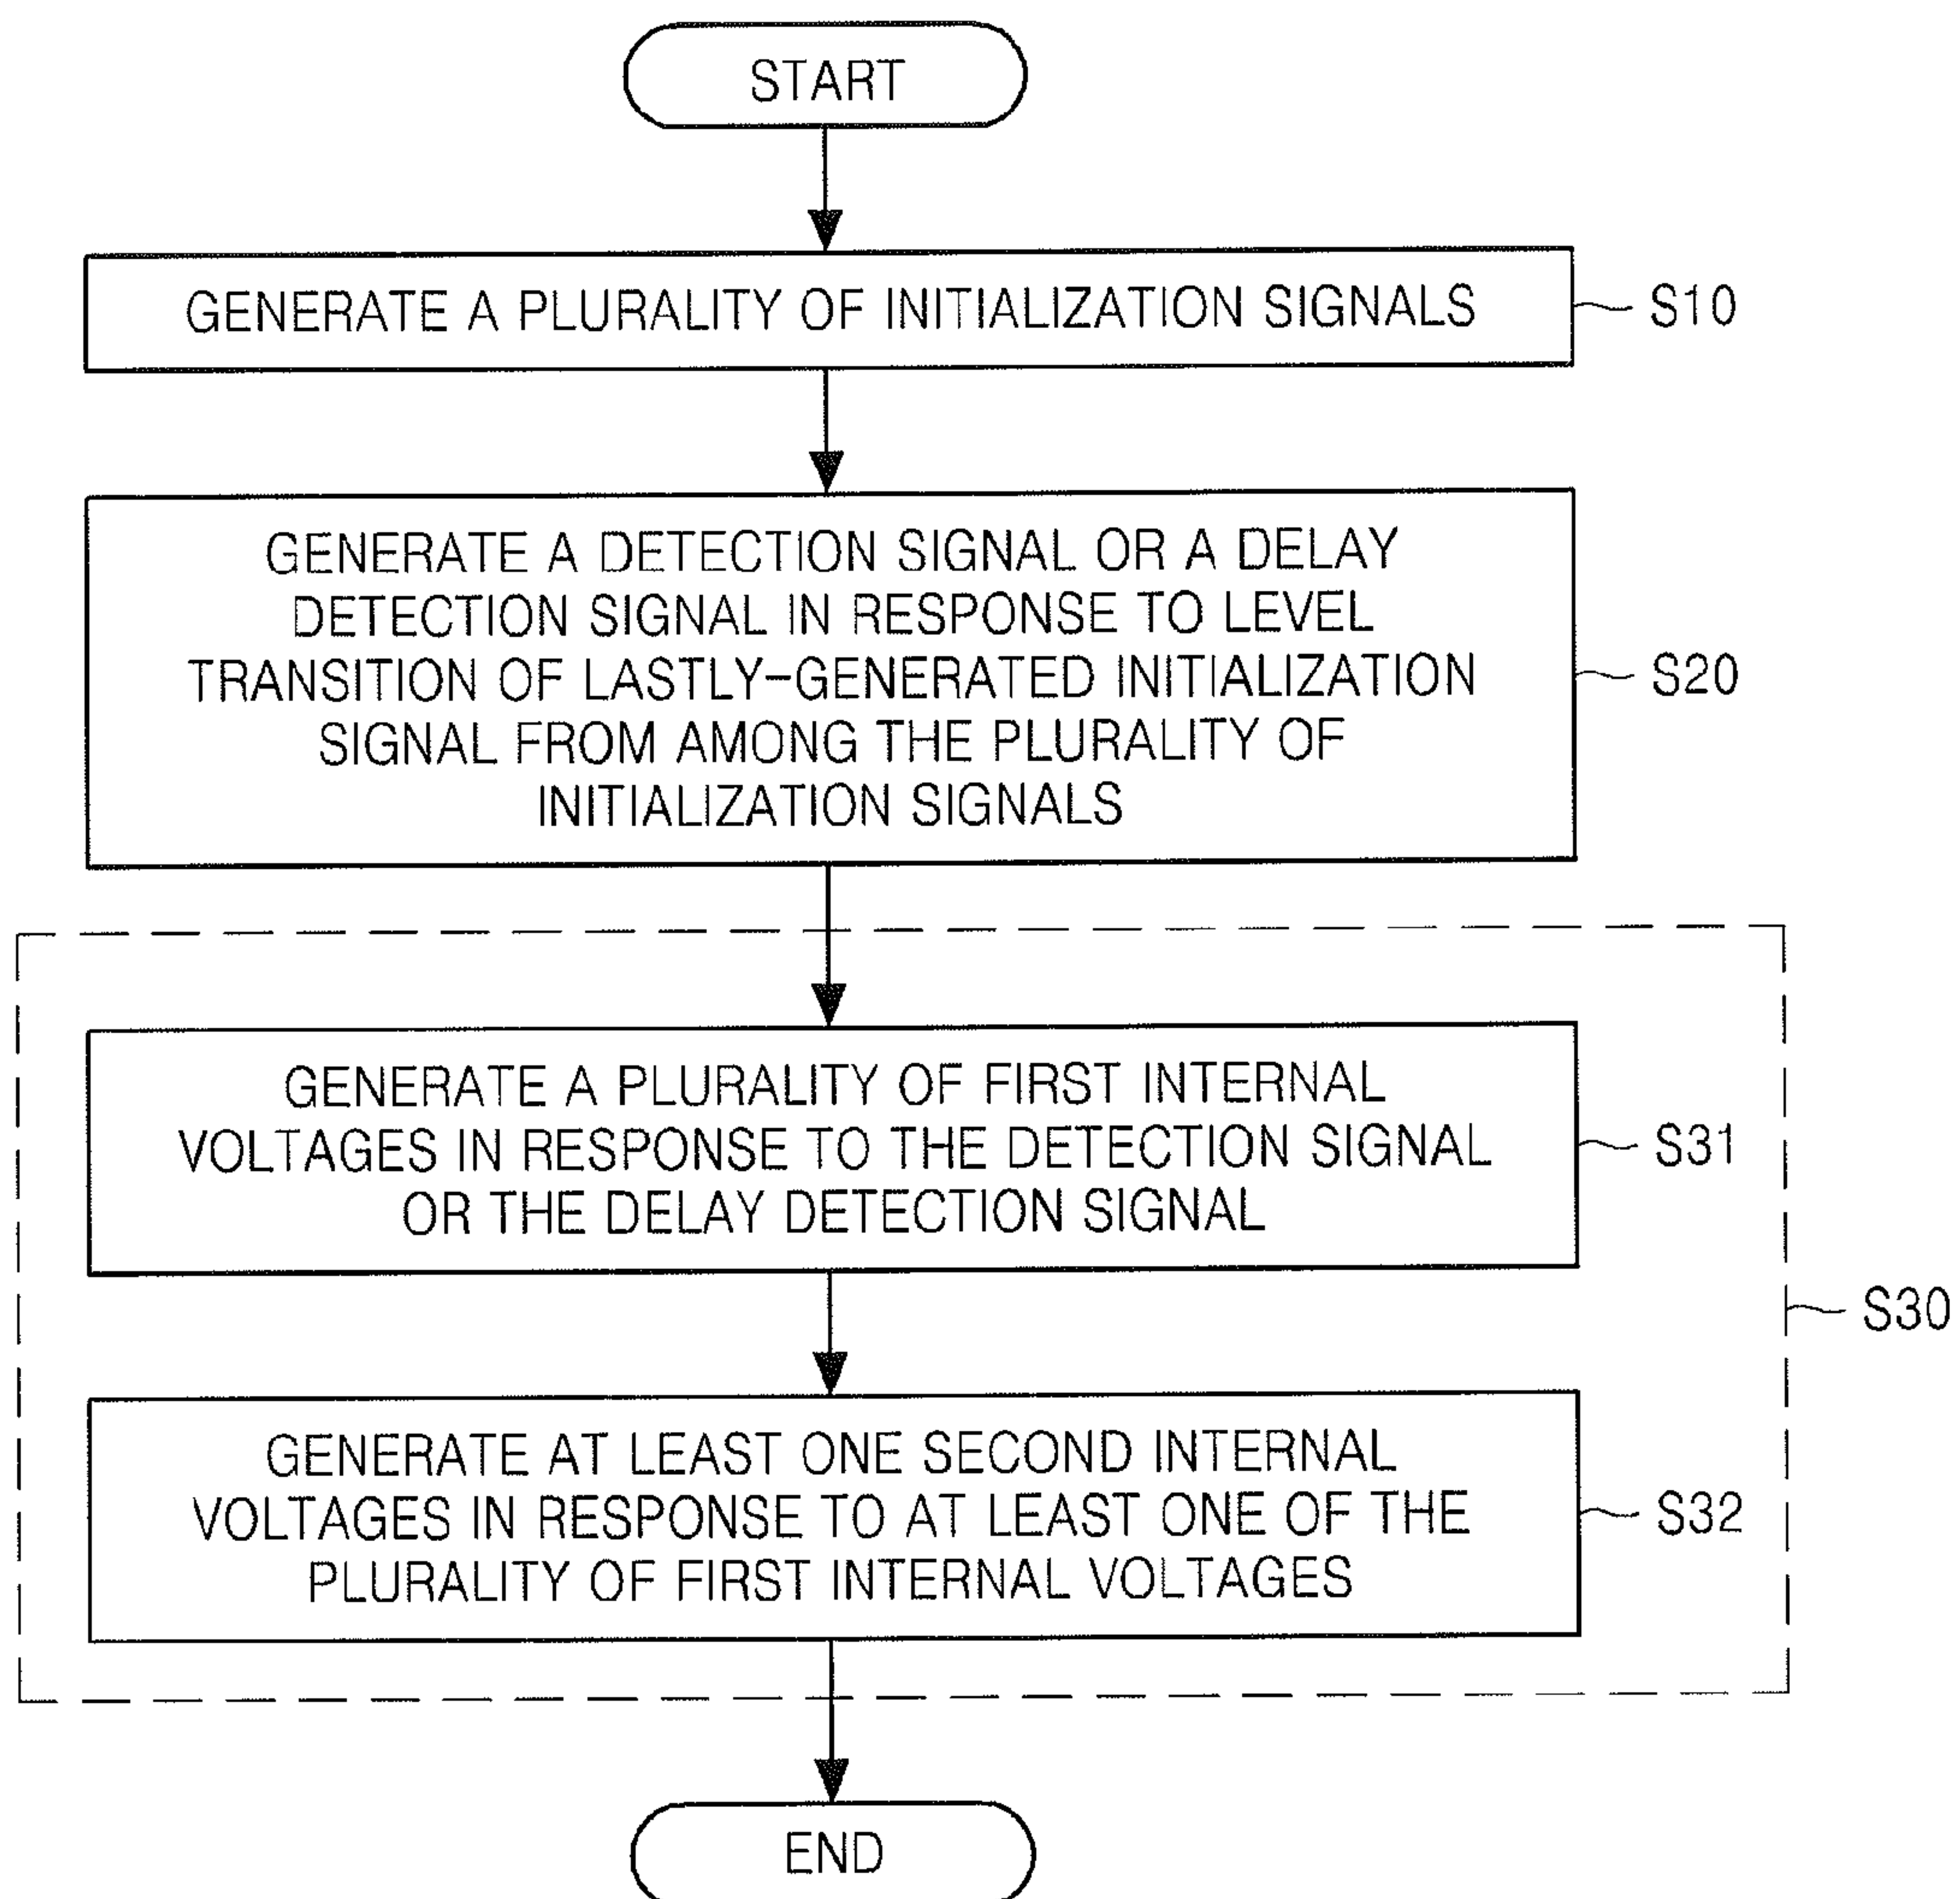 START
GENERATE A PLURALITY OF INITIALIZATION SIGNALS
S10
GENERATE A DETECTION SIGNAL OR A DELAY
DETECTION SIGNAL IN RESPONSE TO LEVEL
TRANSITION OF LASTLY-GENERATED INITIALIZATION
SIGNAL FROM AMONG THE PLURALITY OF
INITIALIZATION SIGNALS
S20
GENERATE A PLURALITY OF FIRST INTERNAL
VOLTAGES IN RESPONSE TO THE DETECTION SIGNAL
OR THE DELAY DETECTION SIGNAL
S31
S30
GENERATE AT LEAST ONE SECOND INTERNAL
VOLTAGES IN RESPONSE TO AT LEAST ONE OF THE
PLURALITY OF FIRST INTERNAL VOLTAGES
S32
END